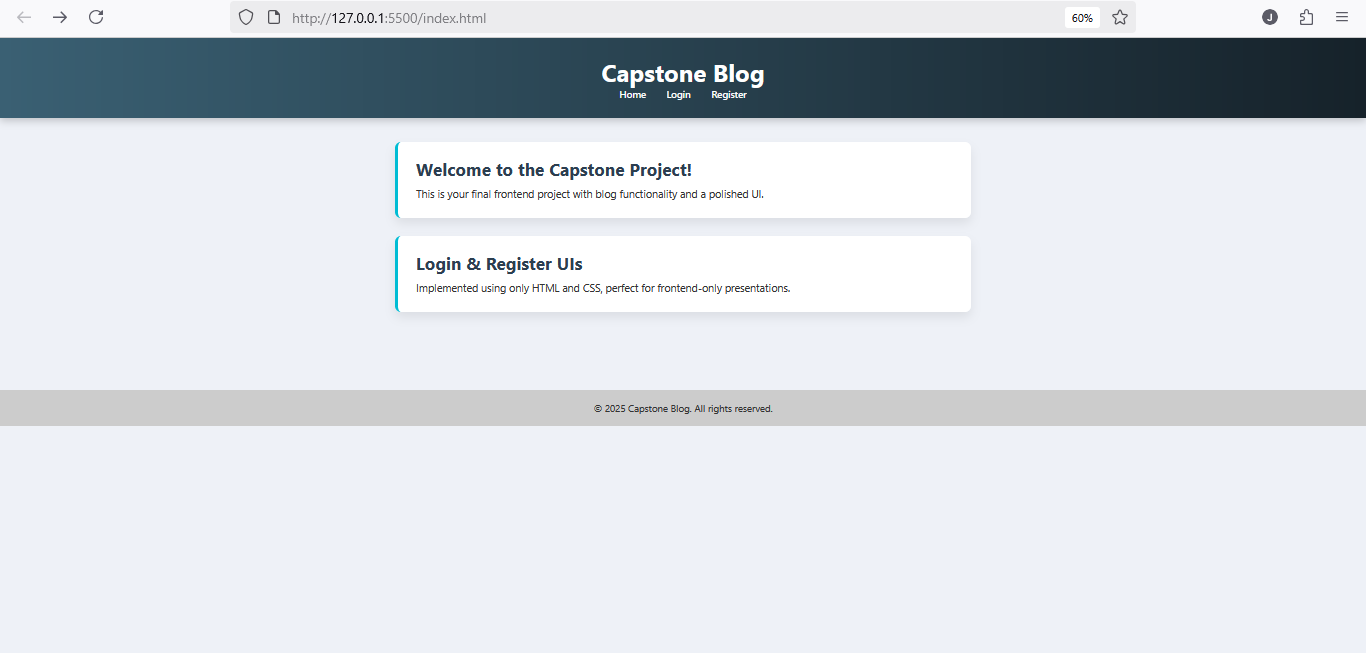 http://127.0.0.1:5500/index.html 60% J
Capstone Blog
Home Login Register
Welcome to the Capstone Project!
This is your final frontend project with blog functionality and a polished UI.
Login & Register UIs
Implemented using only HTML and CSS, perfect for frontend-only presentations.
© 2025 Capstone Blog. All rights reserved.